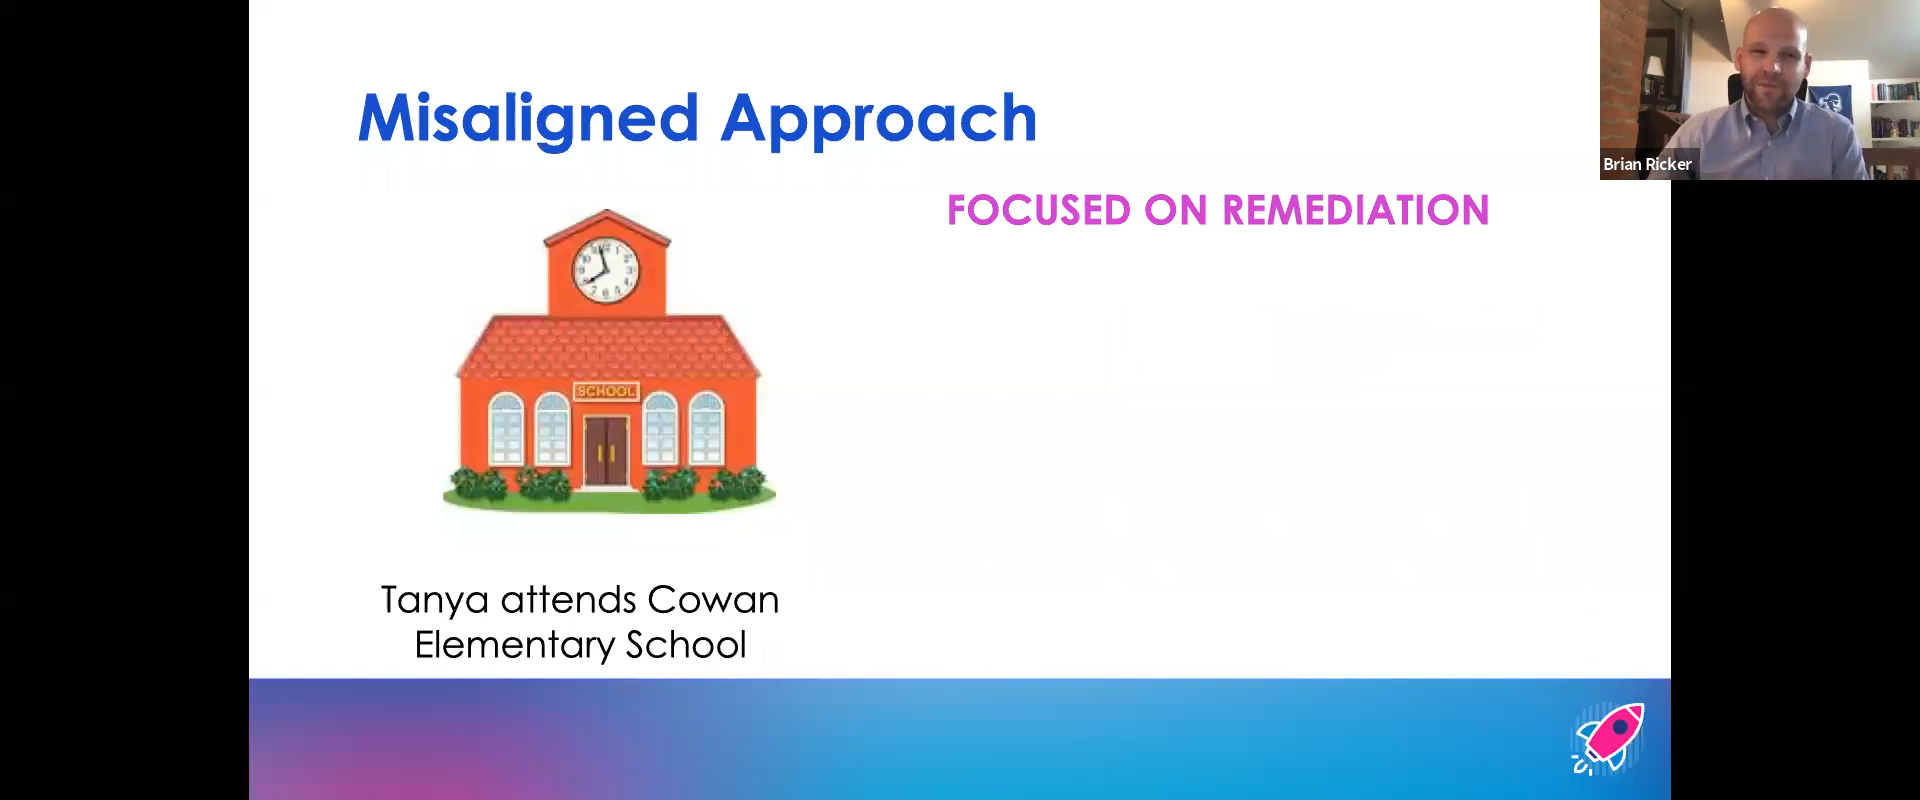 Misaligned Approach
Brian Ricker
FOCUSED ON REMEDIATION
SCHOOL
Tanya attends Cowan
Elementary School